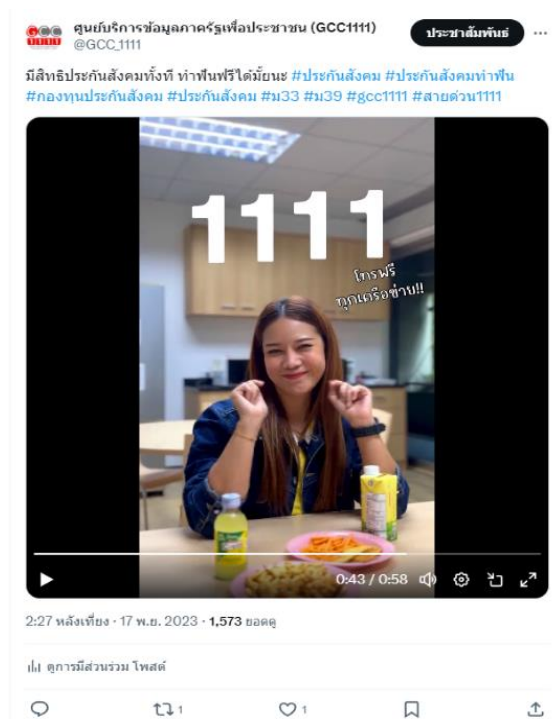 ศูนย์บริการข้อมูลภาครัฐเพื่อประชาชน (GCC1111)
@GCC_1111
ประชาสัมพันธ์
มีสิทธิประกันสังคมทั้งที ทำฟันฟรีได้มั้ยนะ #ประกันสังคม #ประกันสังคมทำฟัน
#กองทุนประกันสังคม #ประกันสังคม #ม33 #ม39 #gcc1111 #สายด่วน1111
1111
โทรฟรี
ทุกเครือข่าย!!
0:43 / 0:58
2:27 หลังเที่ยง · 17 พ.ย. 2023 · 1,573 ยอดดู
ดูการมีส่วนร่วม โพสต์
1 1